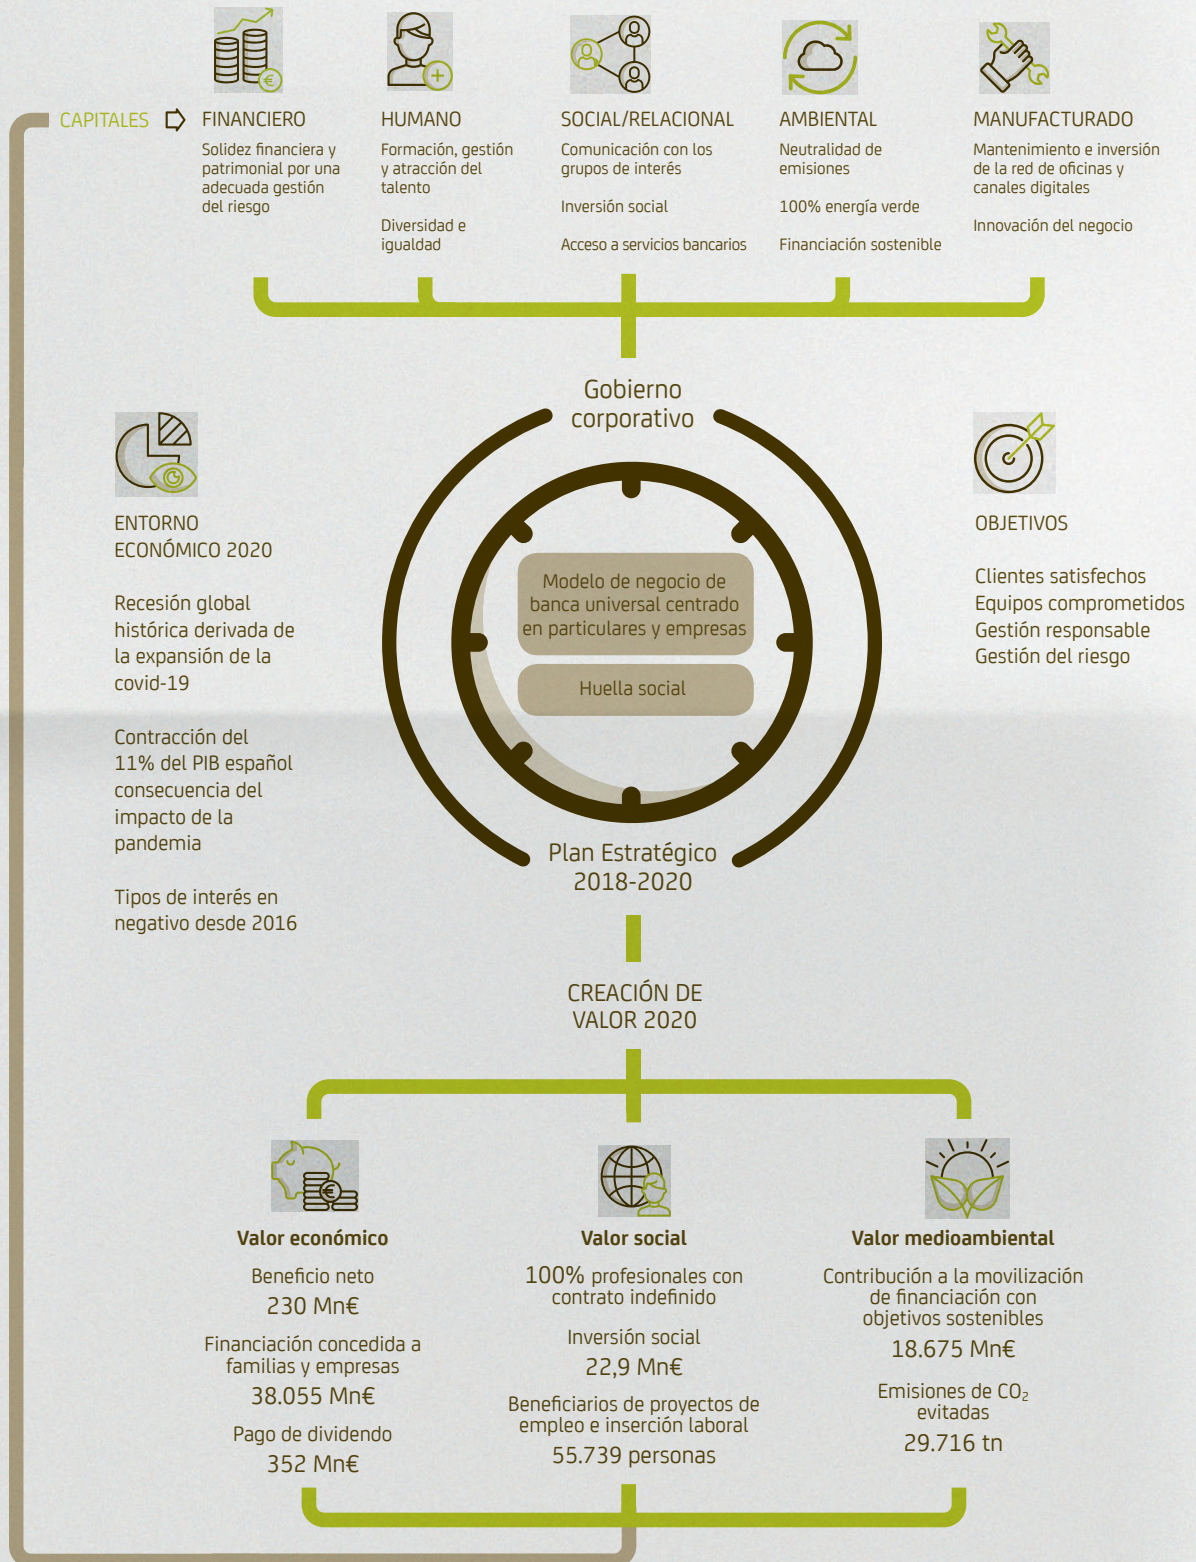 CAPITALES
FINANCIERO
Solidez financiera y
patrimonial por una
adecuada gestión
del riesgo
HUMANO
Formación, gestión
y atracción del
talento
Diversidad e
igualdad
SOCIAL/RELACIONAL
Comunicación con los
grupos de interés
Inversión social
Acceso a servicios bancarios
AMBIENTAL
Neutralidad de
emisiones
100% energía verde
Financiación sostenible
MANUFACTURADO
Mantenimiento e inversión
de la red de oficinas y
canales digitales
Innovación del negocio
Gobierno
corporativo
ENTORNO
ECONÓMICO 2020
Recesión global
histórica derivada de
la expansión de la
covid-19
Contracción del
11% del PIB español
consecuencia del
impacto de la
pandemia
Tipos de interés en
negativo desde 2016
Modelo de negocio de
banca universal centrado
en particulares y empresas
Huella social
OBJETIVOS
Clientes satisfechos
Equipos comprometidos
Gestión responsable
Gestión del riesgo
Plan Estratégico
2018-2020
CREACIÓN DE
VALOR 2020
Valor económico
Beneficio neto
230 Mn€
Financiación concedida a
familias y empresas
38.055 Mn€
Pago de dividendo
352 Mn€
Valor social
100% profesionales con
contrato indefinido
Inversión social
22,9 Mn€
Beneficiarios de proyectos de
empleo e inserción laboral
55.739 personas
Valor medioambiental
Contribución a la movilización
de financiación con
objetivos sostenibles
18.675 Mn€
Emisiones de CO₂
evitadas
29.716 tn